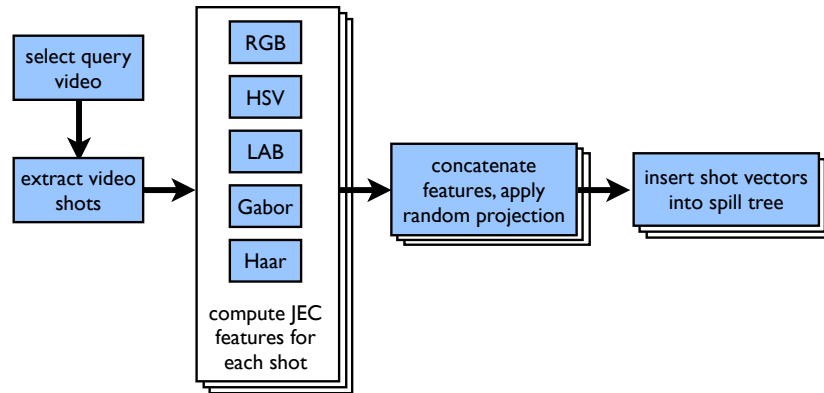 select query
video
extract video
shots
RGB
HSV
LAB
Gabor
Haar
compute JEC
features for
each shot
concatenate
features, apply
random projection
insert shot vectors
into spill tree